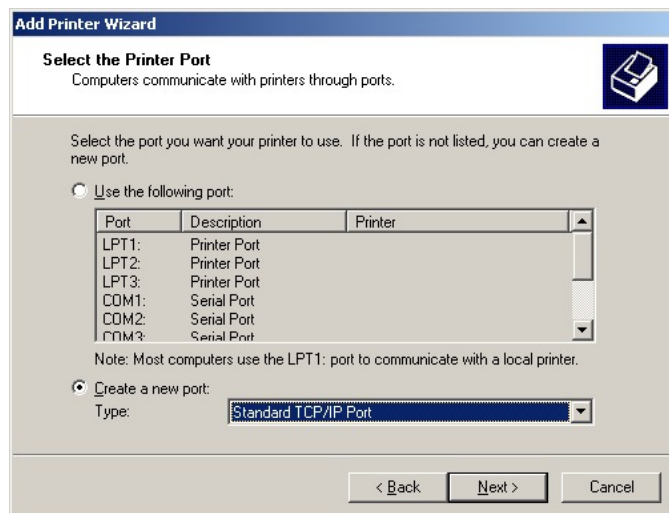 Add Printer Wizard
Select the Printer Port
Computers communicate with printers through ports.
Select the port you want your printer to use. If the port is not listed, you can create a
new port.
Use the following port:
Port Description Printer
LPT1: Printer Port
LPT2: Printer Port
LPT3: Printer Port
COM1: Serial Port
COM2: Serial Port
COM3: Serial Port
Note: Most computers use the LPT1: port to communicate with a local printer.
Create a new port:
Type: Standard TCP/IP Port
< Back Next > Cancel